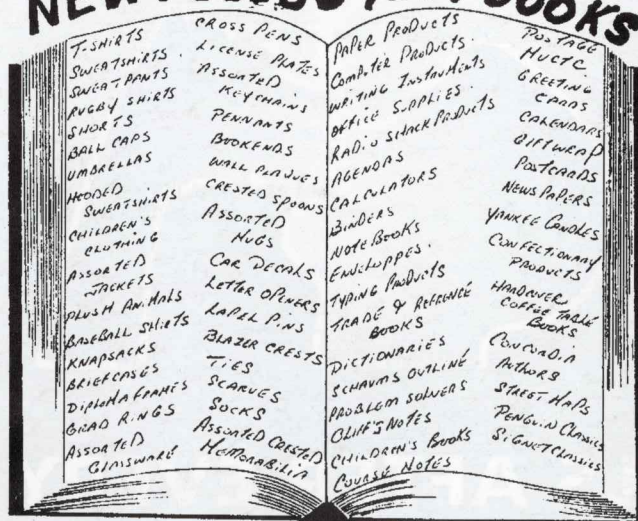 T-SHIRTS
SWEATSHIRTS.
SWEATPANTS
RUGBY SHIRTS
SHORTS
BALL CAPS
UMBRELLAS
HOODED
SWEATSHIRTS
CHILDREN'S
CLOTHING
ASSORTED
JACKETS
PLUSH ANIMALS
BASEBALL SHIRTS
KNAPSACKS
BRIEFCASES
DIPLOMA FRAMES
GRAD RINGS
ASSORTED
GLASSWARE
CROSS PENS
LICENSE PLATES
ASSORTED
KEYCHAINS
PENNANTS
BOOKENDS
WALL PLAQUES
CRESTED SPOONS
ASSORTED
MUGS
CAR DECALS
LETTER OPENERS
LAPEL PINS
BLAZER CRESTS
TIES
SCARVES
SOCKS
ASSORTED CRESTED
MEMORABILIA
PAPER PRODUCTS
COMPUTER PRODUCTS.
WRITING INSTRUMENTS
OFFICE SUPPLIES.
RADIO SHACK PRODUCTS
AGENDAS
CALCULATORS
BINDERS
NOTE BOOKS
ENVELOPPES.
TYPING PRODUCTS
TRADE & REFERENCE
BOOKS
DICTIONARIES
SCHAUMS OUTLINE
PROBLEM SOLVERS
CLIFF'S NOTES
CHILDREN'S BOOKS
COURSE NOTES
POSTAGE
MUCTC.
GREETING
CARDS
CALENDARS
GIFTWRAP
POSTCARDS
NEWSPAPERS
YANKEE CANDLES
CONFECTIONARY
PRODUCTS
HARDCOVER
COFFEE TABLE
BOOKS
CONCORDIA
AUTHORS
STREET MAPS
PENGUIN CLASSICS
SIGNET CLASSICS